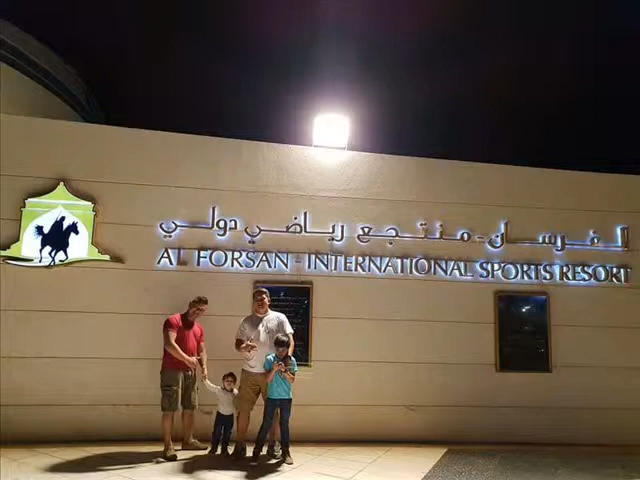 الفرسان - منتجع رياضي دولي
AL FORSAN - INTERNATIONAL SPORTS RESORT